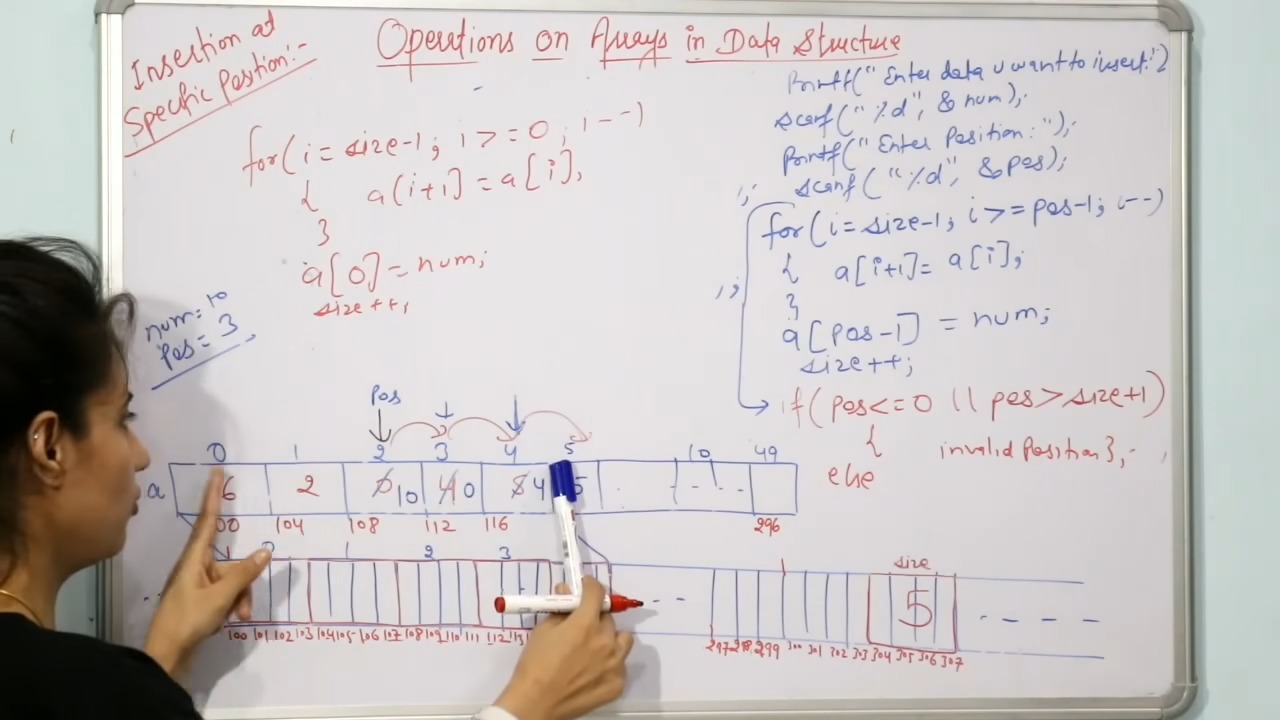 Operations on Arrays in Data Structure
Insertion at
Specific Position:-
for( i = size-1; i >= 0; i--)
{ a[i+1] = a[i];
}
a[0] = num;
size++;
num=10
pos = 3
Printf(" Enter data u want to insert:")
scanf(" %d", & num);
Printf(" Enter Position: ");
scanf( " %d", &pos);
for( i = size-1; i >= pos-1; i--)
{ a[i+1] = a[i];
}
a[pos-1] = num;
size++;
if( pos<=0 || pos>size+1)
{ invalid Position};
else
Pos
0 1 2 3 4 5 10 49
a 6 2 0 10 4 0 8 4 5
00 104 108 112 116 296
0 1 2 3 size
5
100 101 102 103 104 105 106 107 108 109 110 111 112 113 297 298 299 300 301 302 303 304 305 306 307